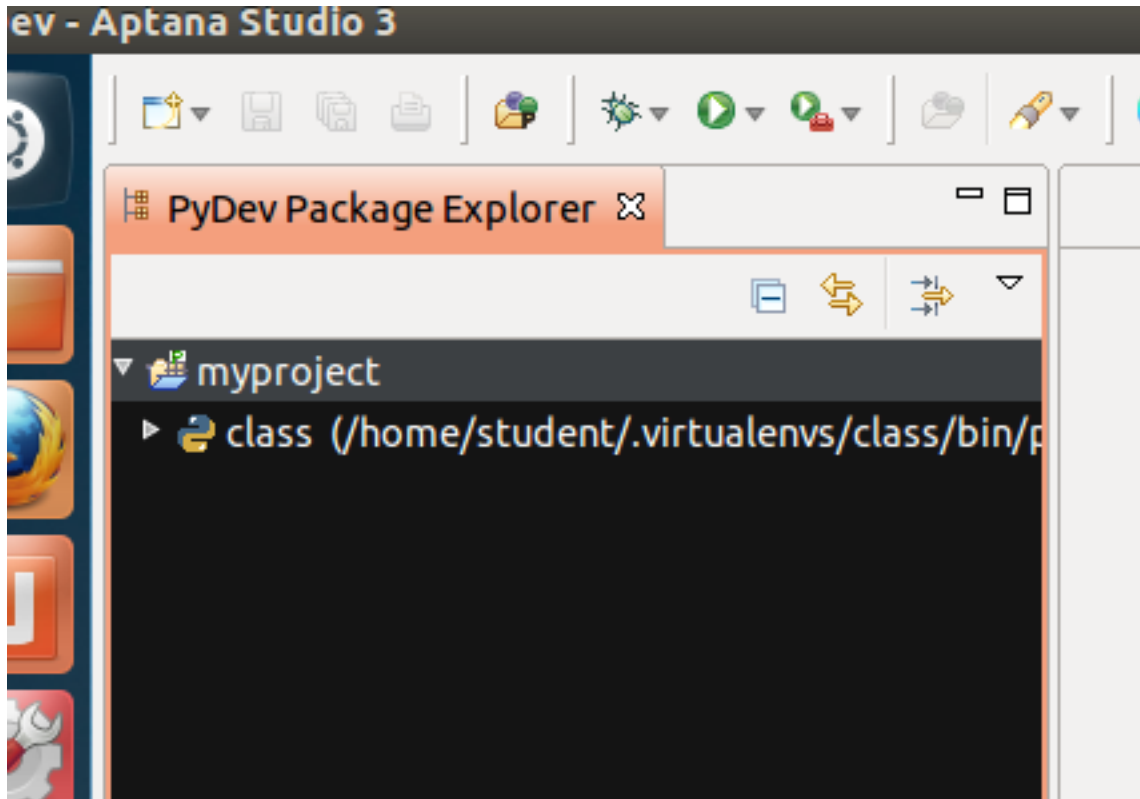 ev - Aptana Studio 3
PyDev Package Explorer
myproject
class (/home/student/.virtualenvs/class/bin/p